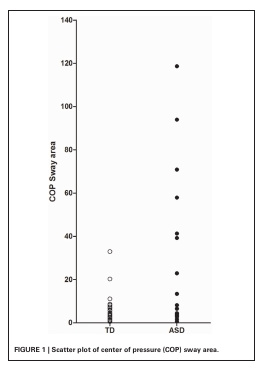 140
120
100
80
60
40
20
0
COP Sway area
TD ASD
FIGURE 1 | Scatter plot of center of pressure (COP) sway area.